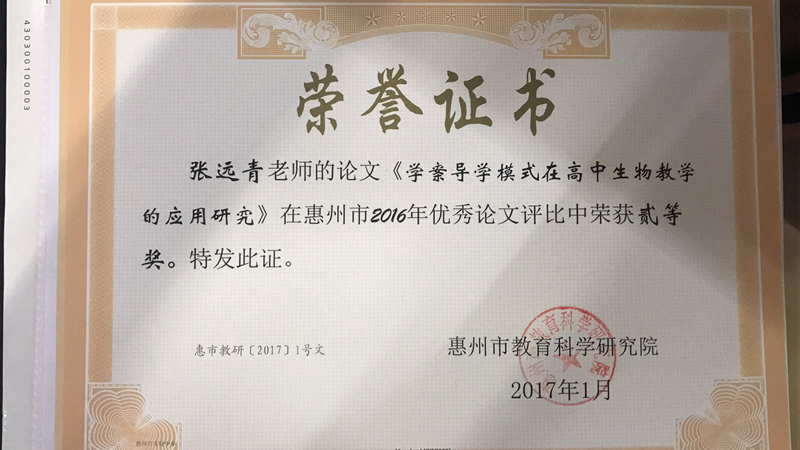 430300100003
荣誉证书
张远青老师的论文《学案导学模式在高中生物教学
的应用研究》在惠州市2016年优秀论文评比中荣获贰等
奖。特发此证。
惠市教研〔2017〕1号文
惠州市教育科学研究院
2017年1月